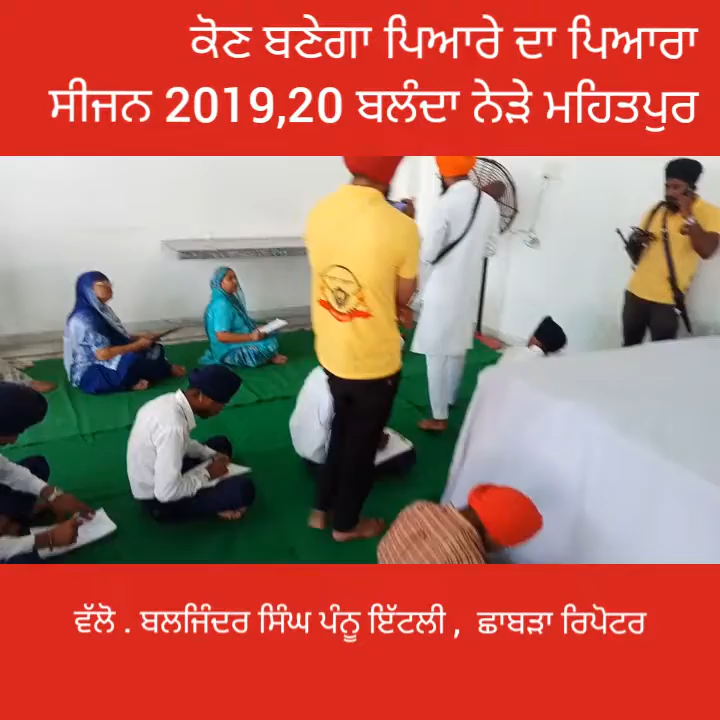 ਕੋਣ ਬਣੇਗਾ ਪਿਆਰੇ ਦਾ ਪਿਆਰਾ
ਸੀਜਨ 2019,20 ਬਲੰਦਾ ਨੇੜੇ ਮਹਿਤਪੁਰ
ਵੱਲੋ . ਬਲਜਿੰਦਰ ਸਿੰਘ ਪੰਨੂ ਇੱਟਲੀ , ਛਾਬੜਾ ਰਿਪੋਟਰ